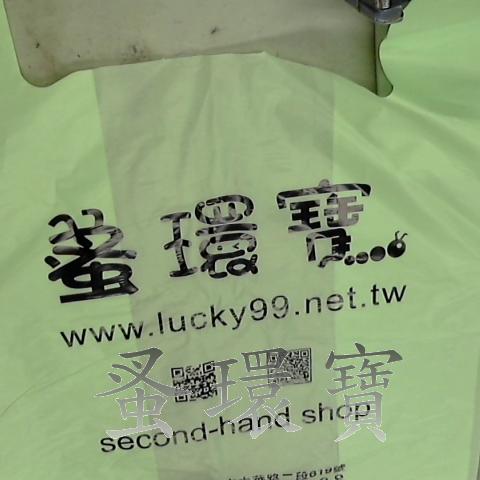 蚤環寶
www.lucky99.net.tw
蚤環寶
second-hand shop